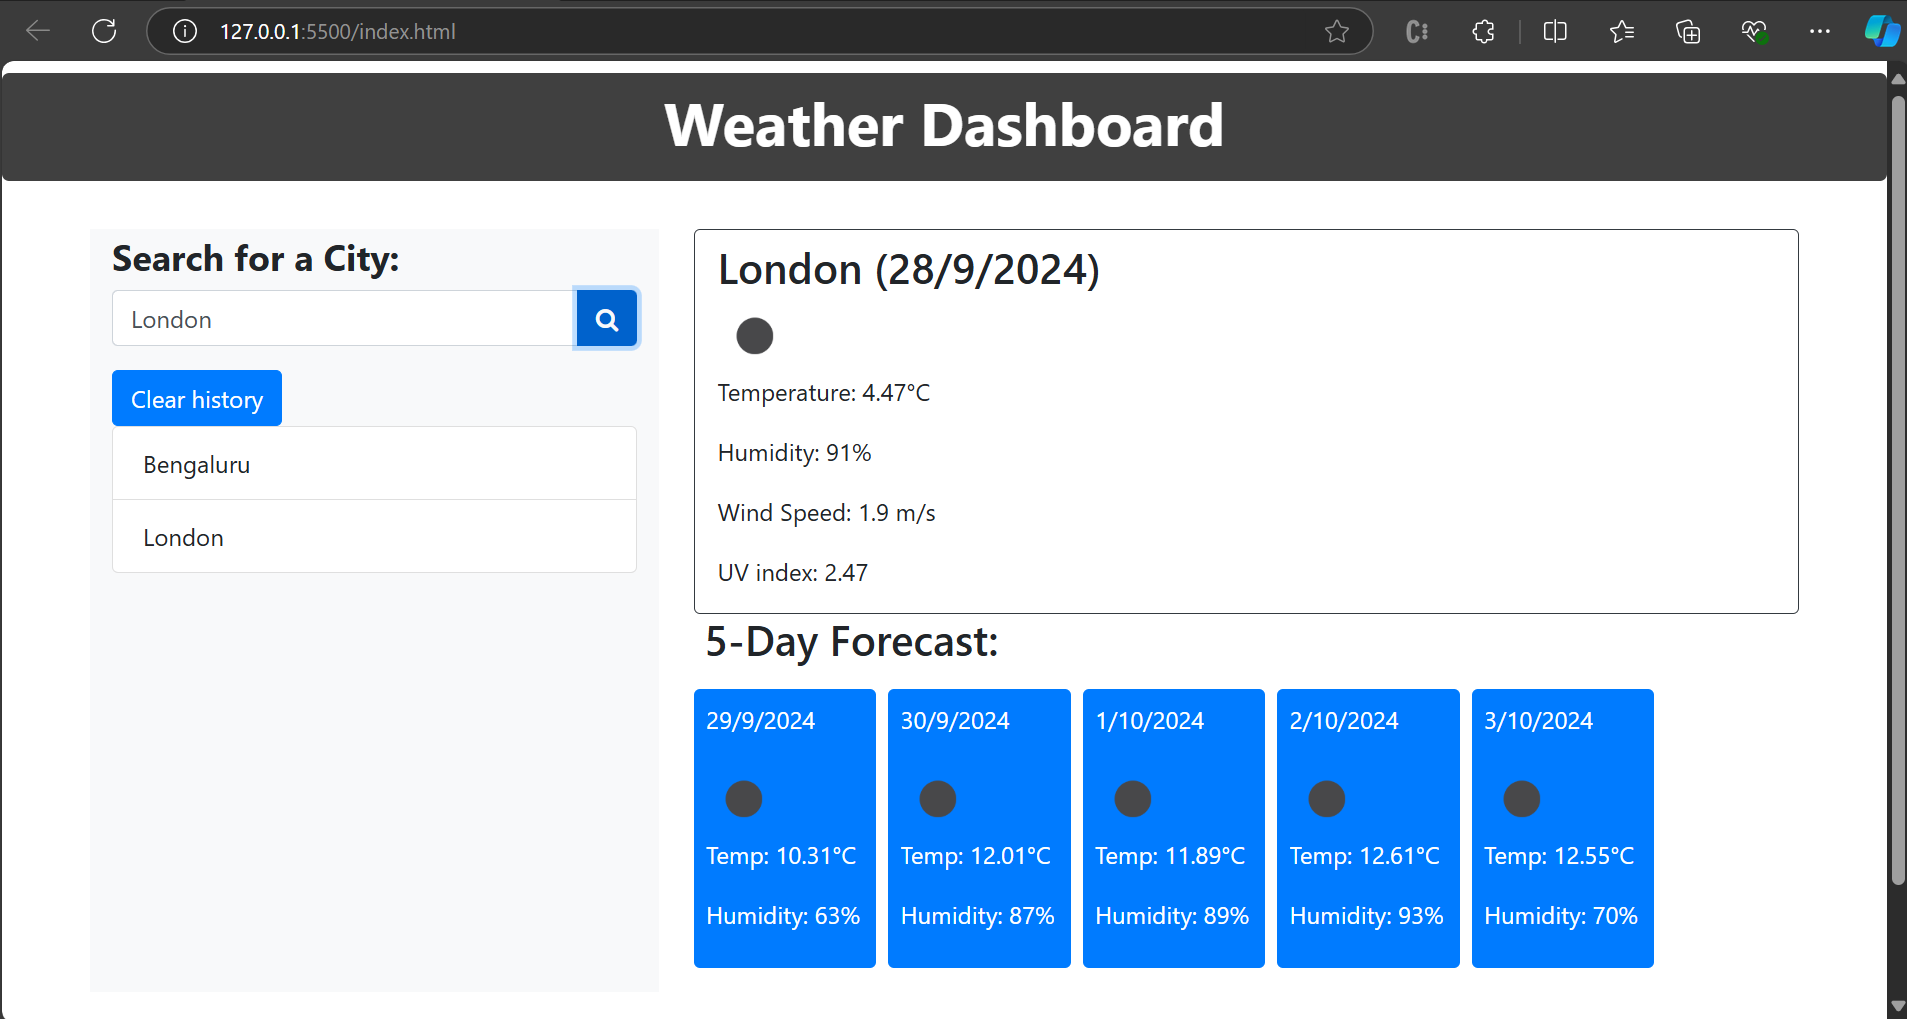 127.0.0.1:5500/index.html
Weather Dashboard
Search for a City:
London
Clear history
Bengaluru
London
London (28/9/2024)
Temperature: 4.47°C
Humidity: 91%
Wind Speed: 1.9 m/s
UV index: 2.47
5-Day Forecast:
29/9/2024
Temp: 10.31°C
Humidity: 63%
30/9/2024
Temp: 12.01°C
Humidity: 87%
1/10/2024
Temp: 11.89°C
Humidity: 89%
2/10/2024
Temp: 12.61°C
Humidity: 93%
3/10/2024
Temp: 12.55°C
Humidity: 70%